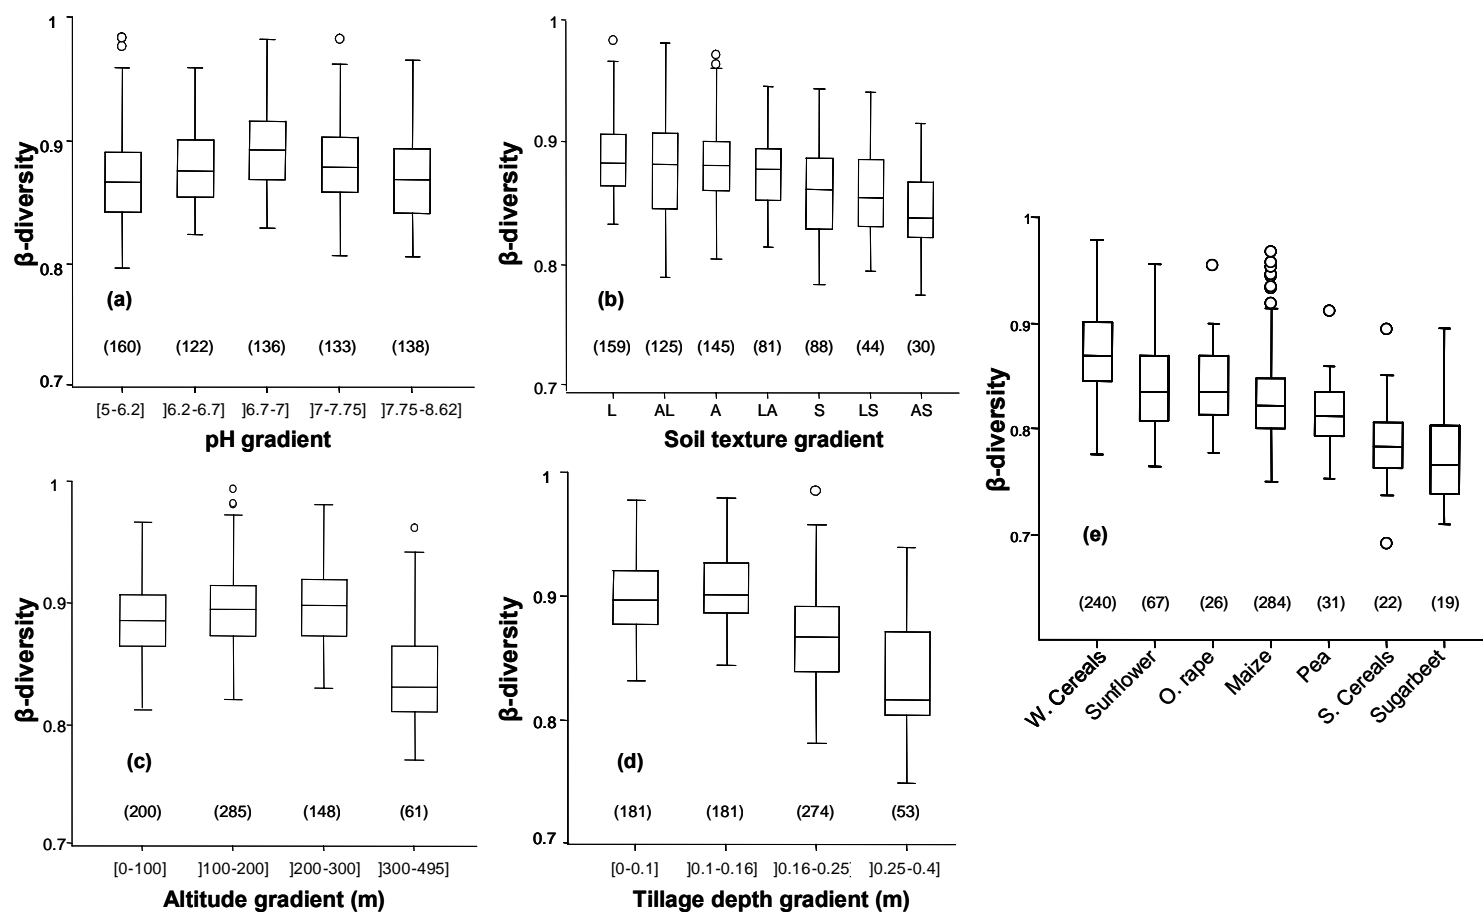 1
0.9
0.8
0.7
β-diversity
(a)
(160) (122) (136) (133) (138)
[5-6.2] ]6.2-6.7] ]6.7-7] ]7-7.75] ]7.75-8.62]
pH gradient
1
0.9
0.8
0.7
β-diversity
(b)
(159) (125) (145) (81) (88) (44) (30)
L AL A LA S LS AS
Soil texture gradient
1
0.9
0.8
0.7
β-diversity
(c)
(200) (285) (148) (61)
[0-100] ]100-200] ]200-300] ]300-495]
Altitude gradient (m)
1
0.9
0.8
0.7
β-diversity
(d)
(181) (181) (274) (53)
[0-0.1] ]0.1-0.16] ]0.16-0.25 ]0.25-0.4]
Tillage depth gradient (m)
1
0.9
0.8
0.7
β-diversity
(e)
(240) (67) (26) (284) (31) (22) (19)
W. Cereals Sunflower O. rape Maize Pea S. Cereals Sugarbeet